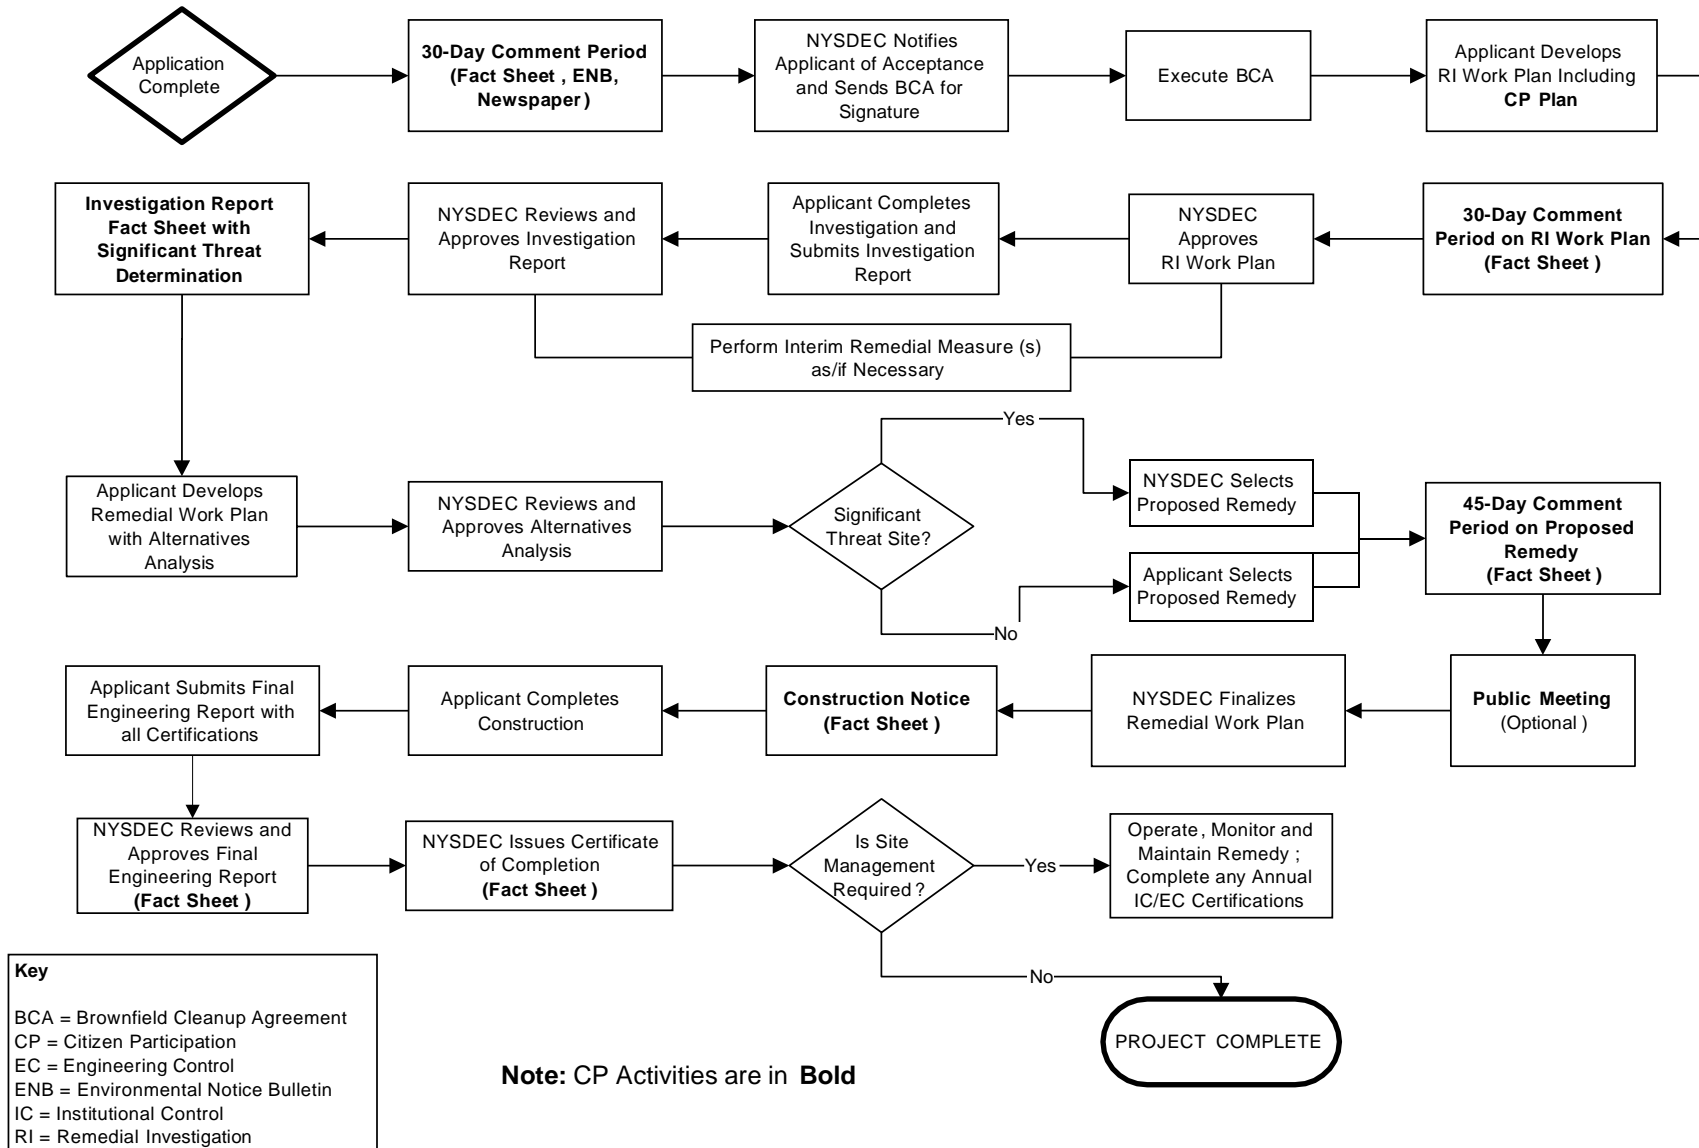 Application
Complete
30-Day Comment Period
(Fact Sheet , ENB,
Newspaper )
NYSDEC Notifies
Applicant of Acceptance
and Sends BCA for
Signature
Execute BCA
Applicant Develops
RI Work Plan Including
CP Plan
30-Day Comment
Period on RI Work Plan
(Fact Sheet )
NYSDEC
Approves
RI Work Plan
Applicant Completes
Investigation and
Submits Investigation
Report
NYSDEC Reviews and
Approves Investigation
Report
Investigation Report
Fact Sheet with
Significant Threat
Determination
Perform Interim Remedial Measure (s)
as/if Necessary
Applicant Develops
Remedial Work Plan
with Alternatives
Analysis
NYSDEC Reviews and
Approves Alternatives
Analysis
Significant
Threat Site?
Yes
No
NYSDEC Selects
Proposed Remedy
Applicant Selects
Proposed Remedy
45-Day Comment
Period on Proposed
Remedy
(Fact Sheet )
Public Meeting
(Optional )
NYSDEC Finalizes
Remedial Work Plan
Construction Notice
(Fact Sheet )
Applicant Completes
Construction
Applicant Submits Final
Engineering Report with
all Certifications
NYSDEC Reviews and
Approves Final
Engineering Report
(Fact Sheet )
NYSDEC Issues Certificate
of Completion
(Fact Sheet )
Is Site
Management
Required ?
Yes
Operate , Monitor and
Maintain Remedy ;
Complete any Annual
IC/EC Certifications
No
PROJECT COMPLETE
Key
BCA = Brownfield Cleanup Agreement
CP = Citizen Participation
EC = Engineering Control
ENB = Environmental Notice Bulletin
IC = Institutional Control
RI = Remedial Investigation
Note: CP Activities are in Bold